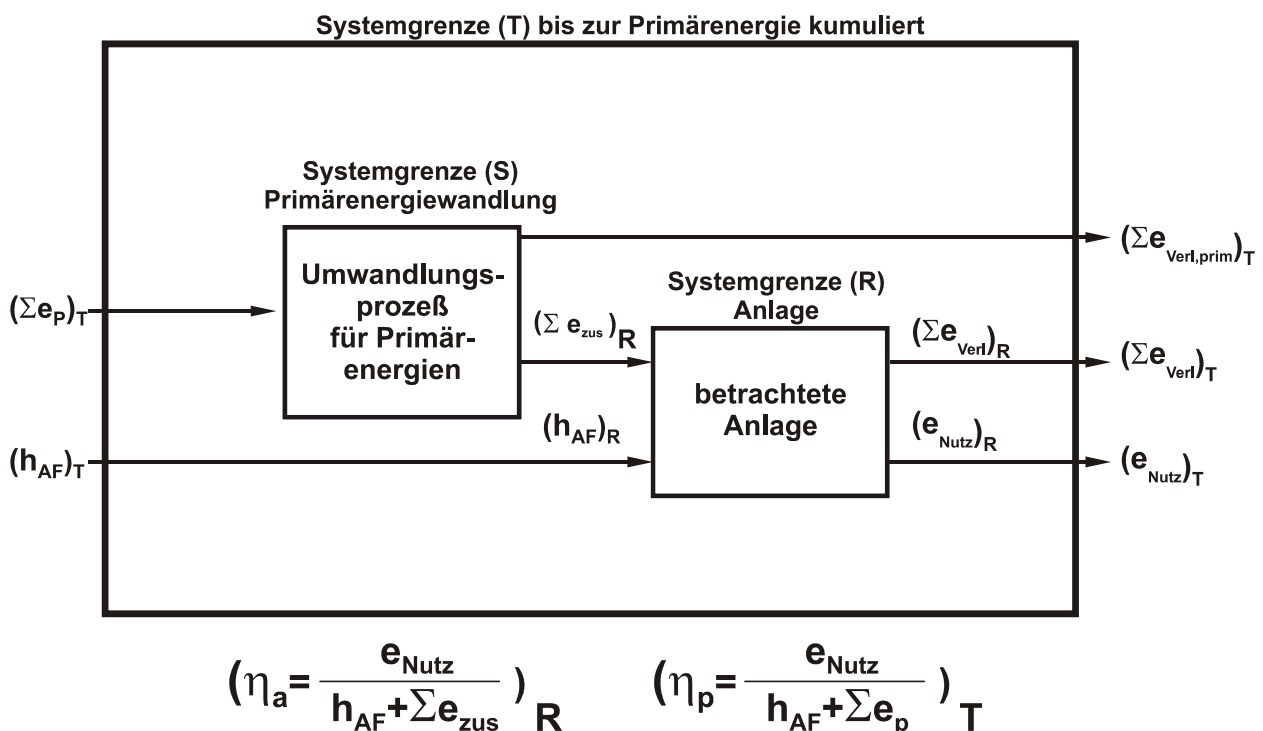 Systemgrenze (T) bis zur Primärenergie kumuliert
Systemgrenze (S)
Primärenergiewandlung
Umwandlungs-
prozeß
für Primär-
energien
(Σe_P)_T
(h_AF)_T
(Σ e_zus)_R
(h_AF)_R
Systemgrenze (R)
Anlage
betrachtete
Anlage
(Σe_Verl)_R
(e_Nutz)_R
(Σe_Verl,prim)_T
(Σe_Verl)_T
(e_Nutz)_T
(η_a = e_Nutz / h_AF+Σe_zus)_R
(η_p = e_Nutz / h_AF+Σe_p)_T